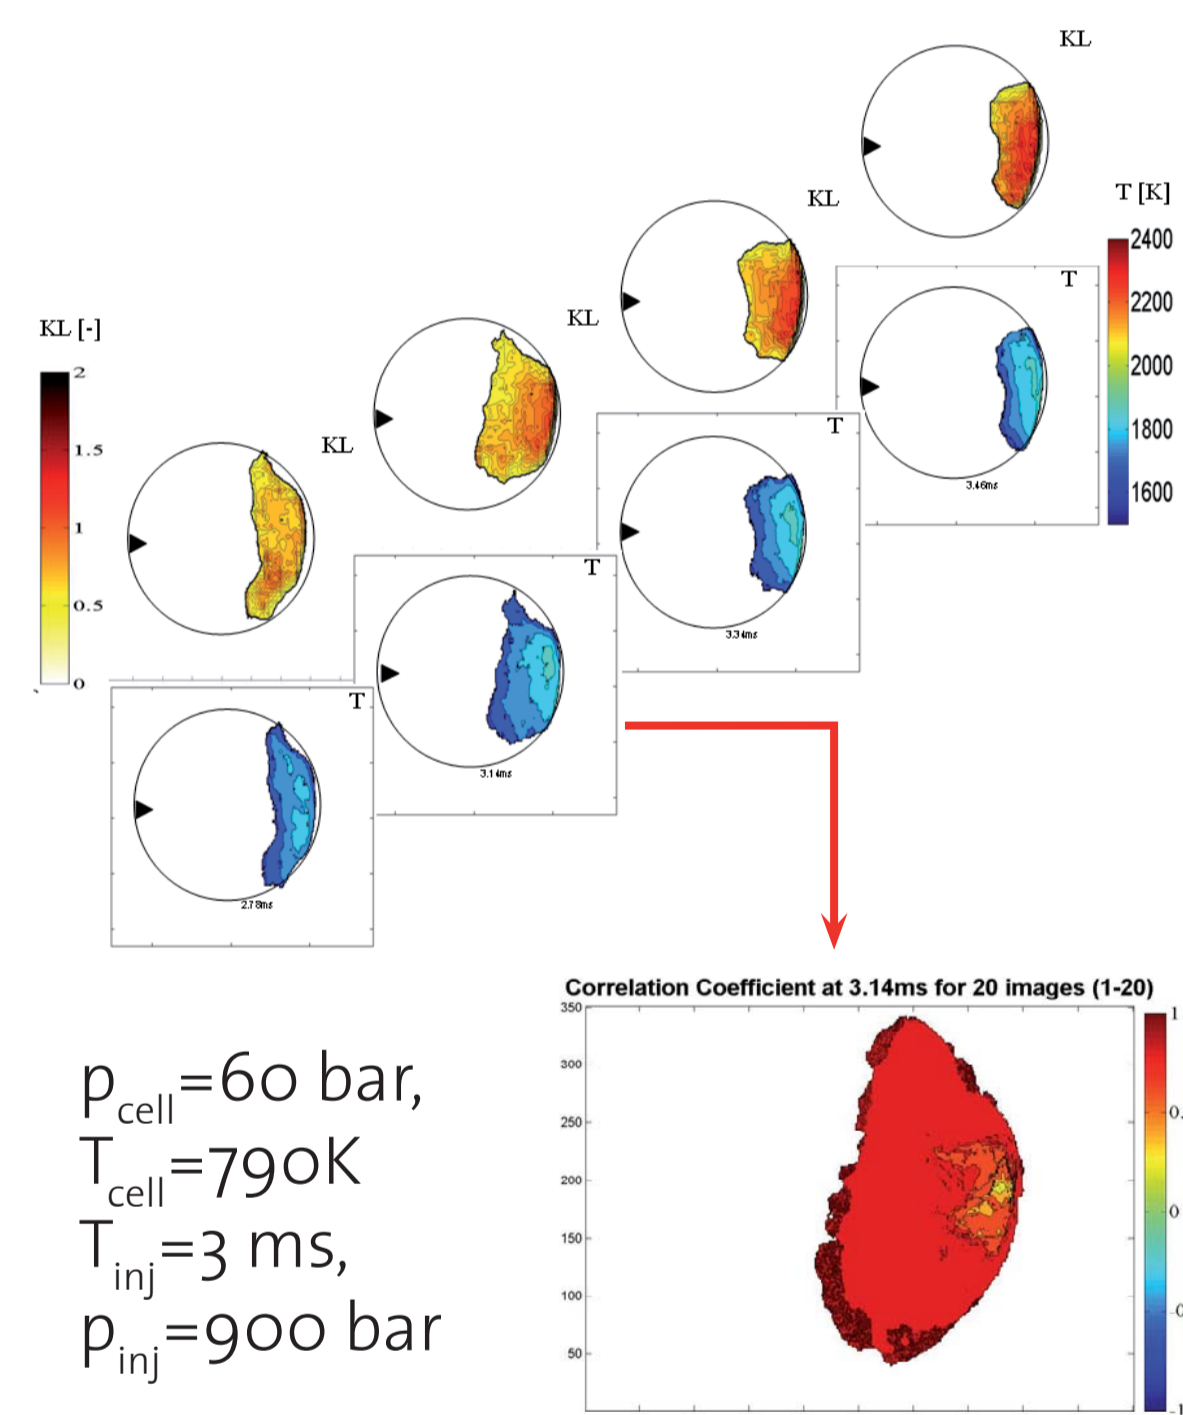 KL
KL
T [K]
2400
2200
2000
1800
1600
T
3.46ms
KL
KL [-]
2
1.5
1
0.5
0
T
3.34ms
KL
T
3.14ms
T
2.78ms
Correlation Coefficient at 3.14ms for 20 images (1-20)
350
300
250
200
150
100
50
1
0
pcell=60 bar,
Tcell=790K
Tinj=3 ms,
pinj=900 bar